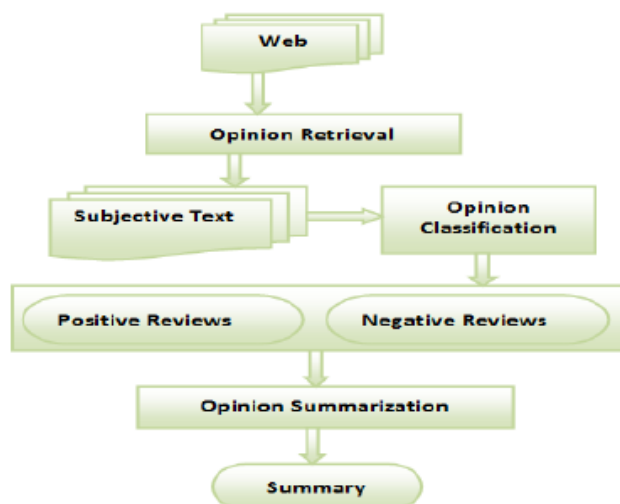 Web
Opinion Retrieval
Subjective Text
Opinion
Classification
Positive Reviews
Negative Reviews
Opinion Summarization
Summary